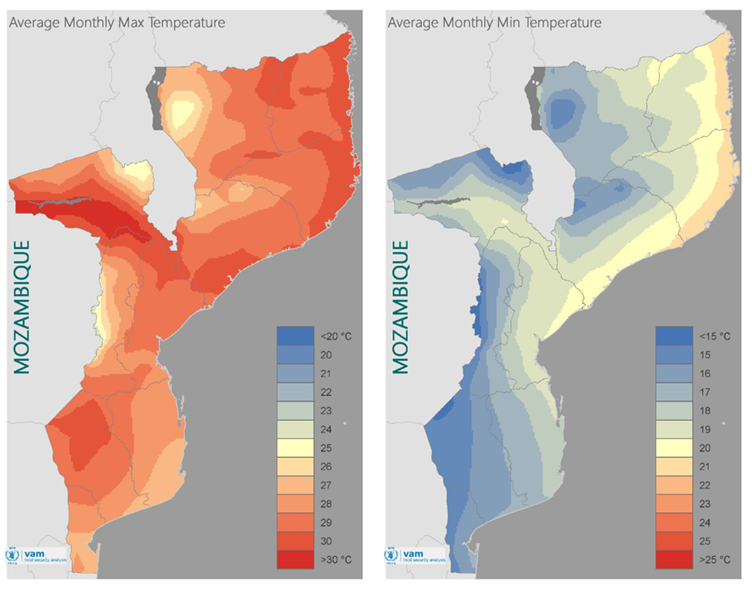 Average Monthly Max Temperature
MOZAMBIQUE
<20 °C
20
21
22
23
24
25
26
27
28
29
30
>30 °C
vam
food security analysis
Average Monthly Min Temperature
MOZAMBIQUE
<15 °C
15
16
17
18
19
20
21
22
23
24
25
>25 °C
vam
food security analysis